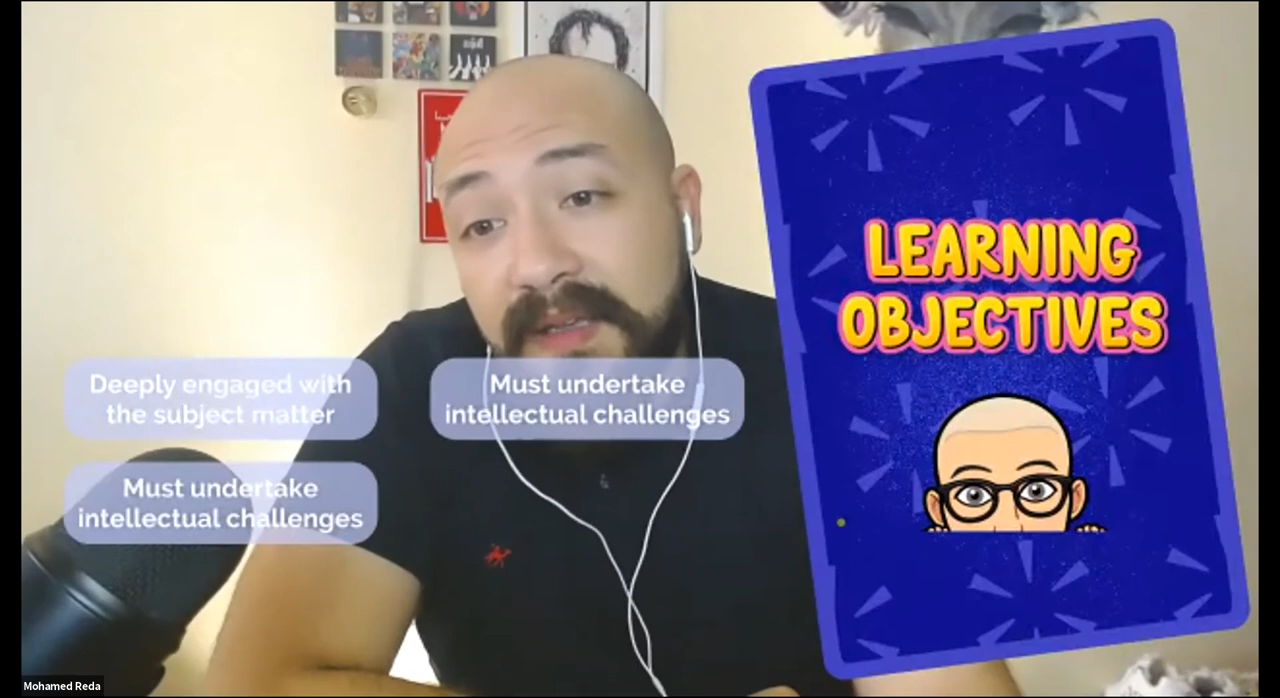 LEARNING
OBJECTIVES
Deeply engaged with
the subject matter
Must undertake
intellectual challenges
Must undertake
intellectual challenges
Mohamed Reda